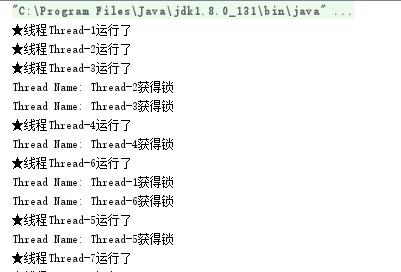 "C:\Program Files\Java\jdk1.8.0_131\bin\java" ...
★线程Thread-1运行了
★线程Thread-2运行了
★线程Thread-3运行了
Thread Name: Thread-2获得锁
Thread Name: Thread-3获得锁
★线程Thread-4运行了
Thread Name: Thread-4获得锁
★线程Thread-6运行了
Thread Name: Thread-1获得锁
Thread Name: Thread-6获得锁
★线程Thread-5运行了
Thread Name: Thread-5获得锁
★线程Thread-7运行了